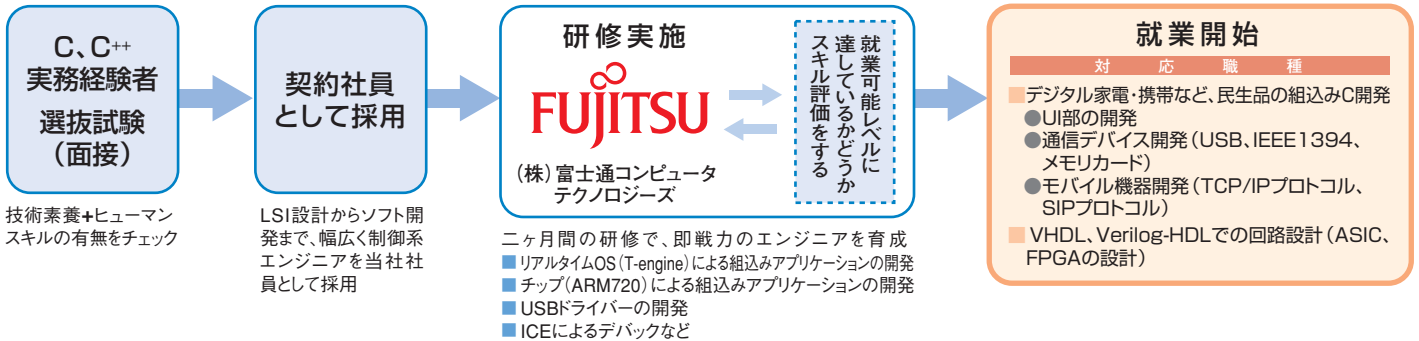 C、C++
実務経験者
選抜試験
（面接）
技術素養+ヒューマン
スキルの有無をチェック
契約社員
として採用
LSI設計からソフト開
発まで、幅広く制御系
エンジニアを当社社
員として採用
研修実施
FUJITSU
（株）富士通コンピュータ
テクノロジーズ
就業可能レベルに
達しているかどうか
スキル評価をする
二ヶ月間の研修で、即戦力のエンジニアを育成
■リアルタイムOS（T-engine）による組込みアプリケーションの開発
■チップ（ARM720）による組込みアプリケーションの開発
■USBドライバーの開発
■ICEによるデバックなど
就業開始
対応職種
■デジタル家電・携帯など、民生品の組込みC開発
●UI部の開発
●通信デバイス開発（USB、IEEE1394、
メモリカード）
●モバイル機器開発（TCP/IPプロトコル、
SIPプロトコル）
■VHDL、Verilog-HDLでの回路設計（ASIC、
FPGAの設計）